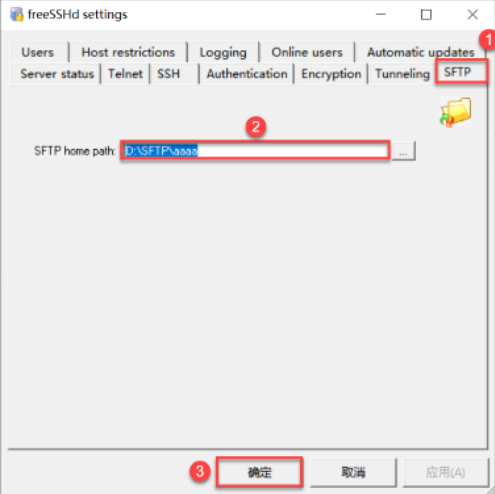 freeSSHd settings
1
Users Host restrictions Logging Online users Automatic updates
Server status Telnet SSH Authentication Encryption Tunneling SFTP
2
SFTP home path: D:\SFTP\aaaa ...
3 确定 取消 应用(A)